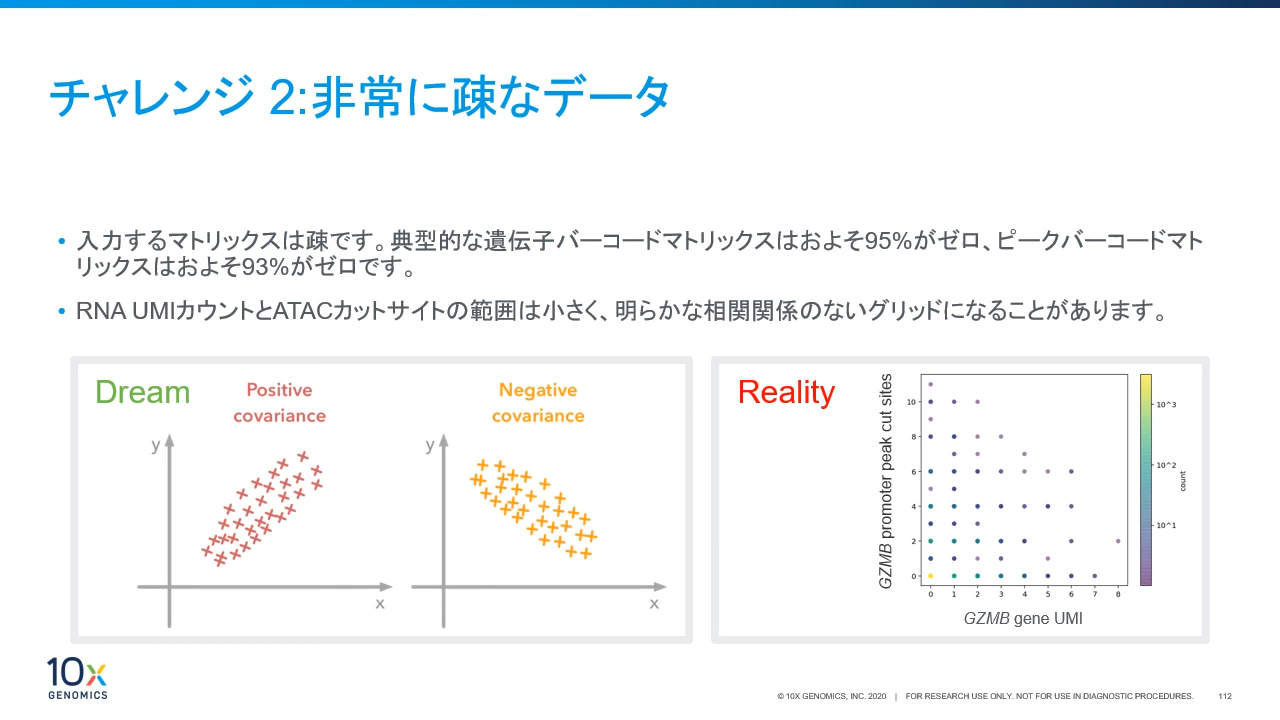 チャレンジ 2:非常に疎なデータ
• 入力するマトリックスは疎です。典型的な遺伝子バーコードマトリックスはおよそ95%がゼロ、ピークバーコードマト
リックスはおよそ93%がゼロです。
• RNA UMIカウントとATACカットサイトの範囲は小さく、明らかな相関関係のないグリッドになることがあります。
Dream
Positive
covariance
y
x
Negative
covariance
y
x
Reality
GZMB promoter peak cut sites
10
8
6
4
2
0
0 1 2 3 4 5 6 7 8
GZMB gene UMI
10^3
10^2
10^1
count
10x
GENOMICS
© 10X GENOMICS, INC. 2020 | FOR RESEARCH USE ONLY. NOT FOR USE IN DIAGNOSTIC PROCEDURES. 112